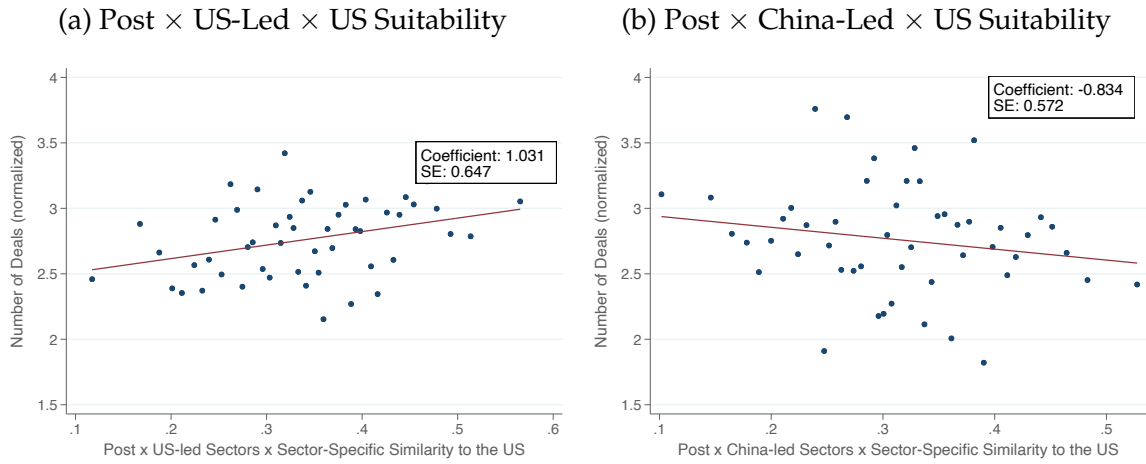 (a) Post × US-Led × US Suitability
Number of Deals (normalized)
4
3.5
3
2.5
2
1.5
Coefficient: 1.031
SE: 0.647
.1 .2 .3 .4 .5 .6
Post x US-led Sectors x Sector-Specific Similarity to the US
(b) Post × China-Led × US Suitability
Number of Deals (normalized)
4
3.5
3
2.5
2
1.5
Coefficient: -0.834
SE: 0.572
.1 .2 .3 .4 .5
Post x China-led Sectors x Sector-Specific Similarity to the US